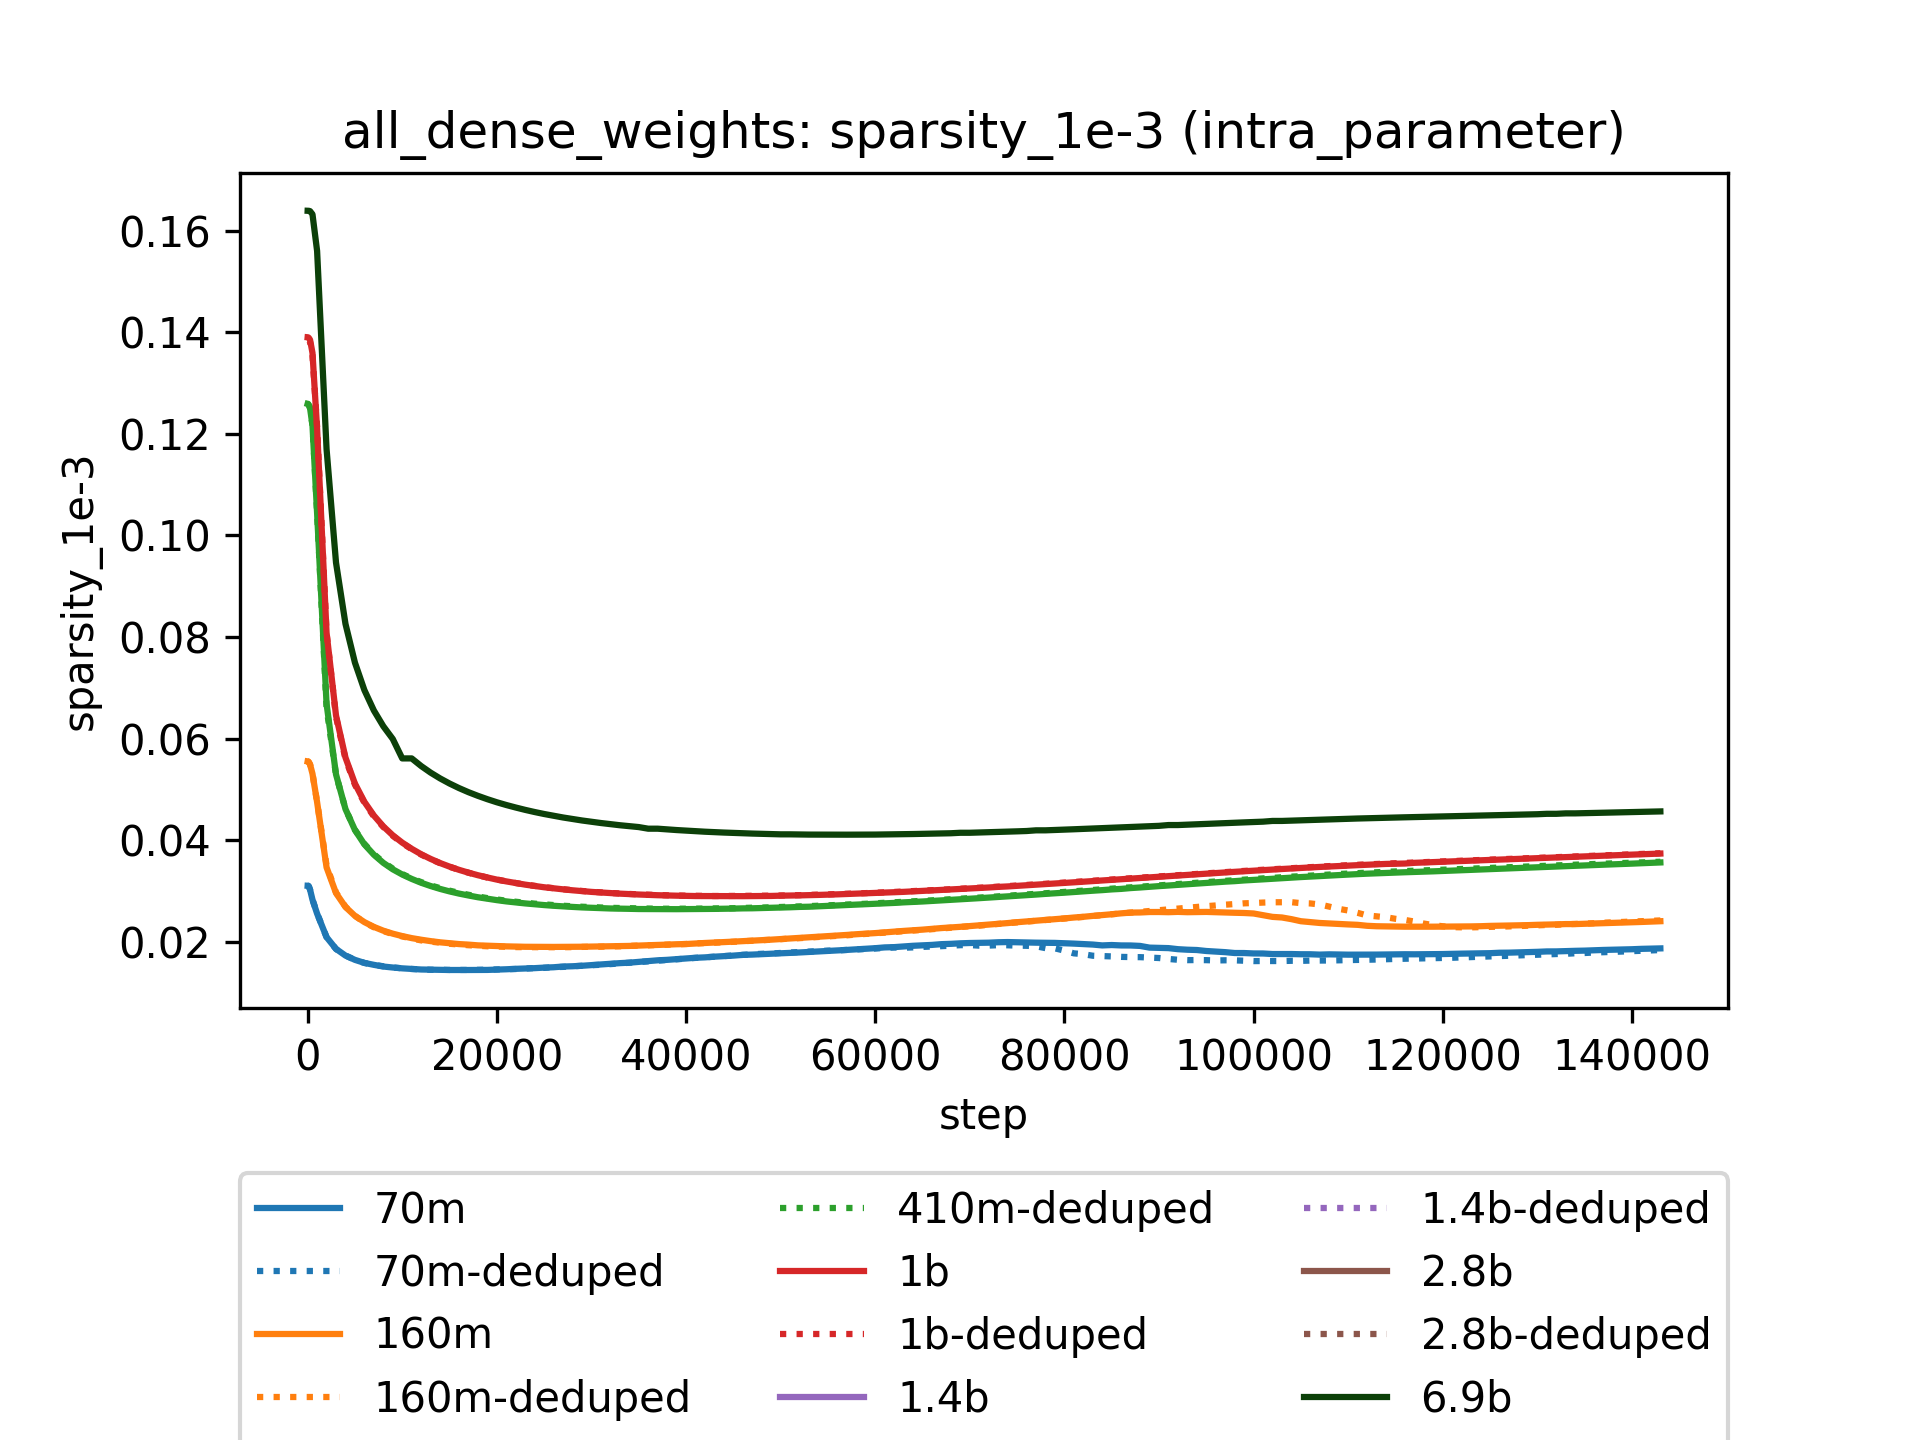 all_dense_weights: sparsity_1e-3 (intra_parameter)
0.16
0.14
0.12
0.10
0.08
0.06
0.04
0.02
sparsity_1e-3
0 20000 40000 60000 80000 100000 120000 140000
step
70m
70m-deduped
160m
160m-deduped
410m-deduped
1b
1b-deduped
1.4b
1.4b-deduped
2.8b
2.8b-deduped
6.9b